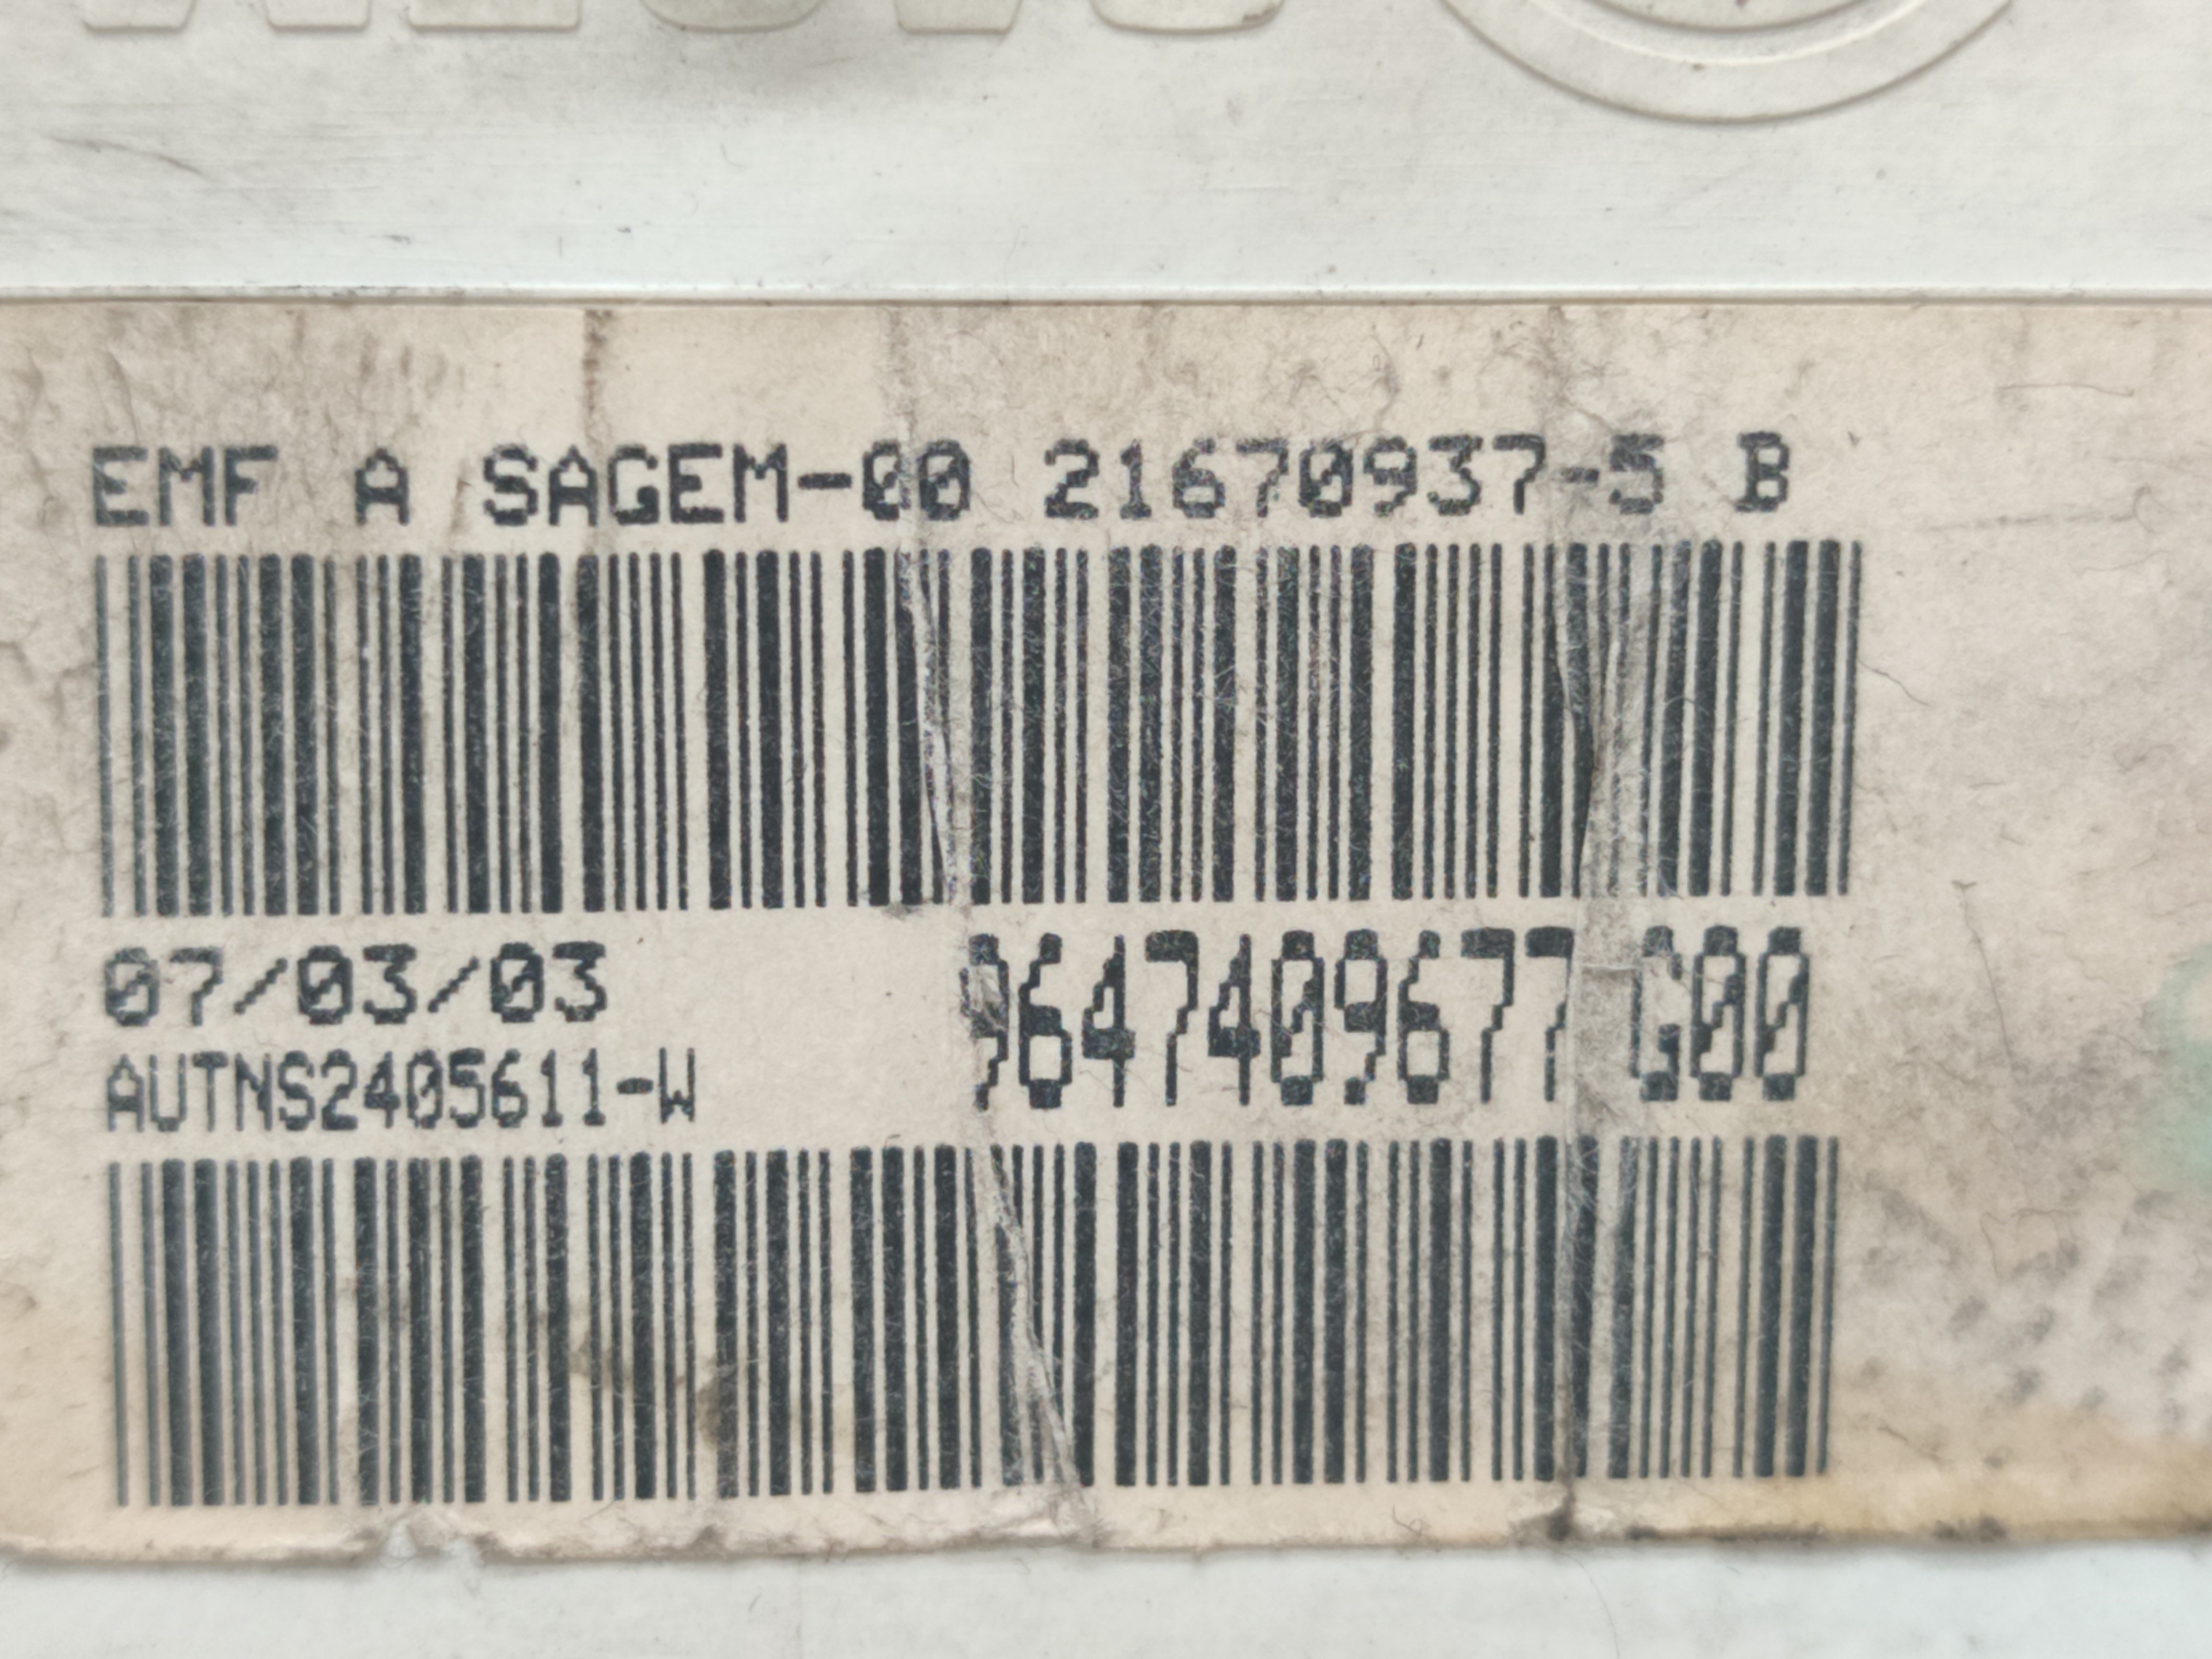 EMF A SAGEM-00 21670937-5 B
07/03/03
9647409677 G00
AUTNS2405611-W